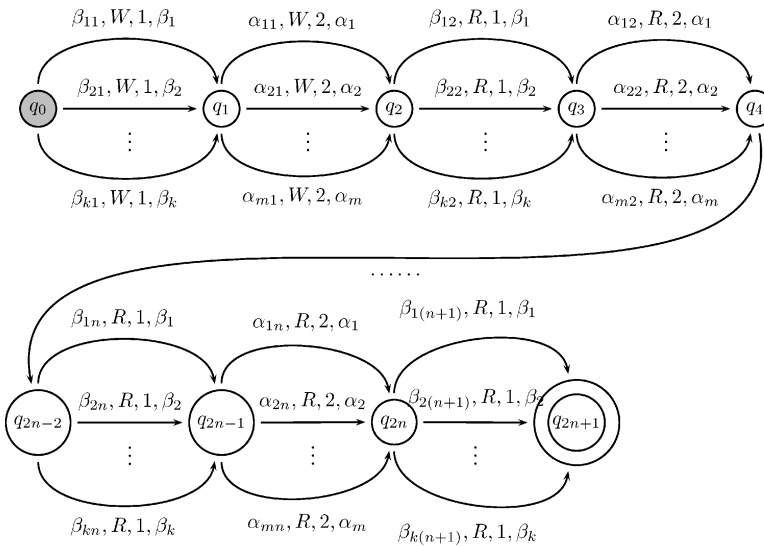 β₁₁, W, 1, β₁ α₁₁, W, 2, α₁ β₁₂, R, 1, β₁ α₁₂, R, 2, α₁
β₂₁, W, 1, β₂ α₂₁, W, 2, α₂ β₂₂, R, 1, β₂ α₂₂, R, 2, α₂
q₀ q₁ q₂ q₃ q₄
⋮ ⋮ ⋮ ⋮
βₖ₁, W, 1, βₖ αₘ₁, W, 2, αₘ βₖ₂, R, 1, βₖ αₘ₂, R, 2, αₘ
······
β₁ₙ, R, 1, β₁ α₁ₙ, R, 2, α₁ β₁₍ₙ₊₁₎, R, 1, β₁
β₂ₙ, R, 1, β₂ α₂ₙ, R, 2, α₂ β₂₍ₙ₊₁₎, R, 1, β₂
q₂ₙ₋₂ q₂ₙ₋₁ q₂ₙ q₂ₙ₊₁
⋮ ⋮ ⋮
βₖₙ, R, 1, βₖ αₘₙ, R, 2, αₘ βₖ₍ₙ₊₁₎, R, 1, βₖ